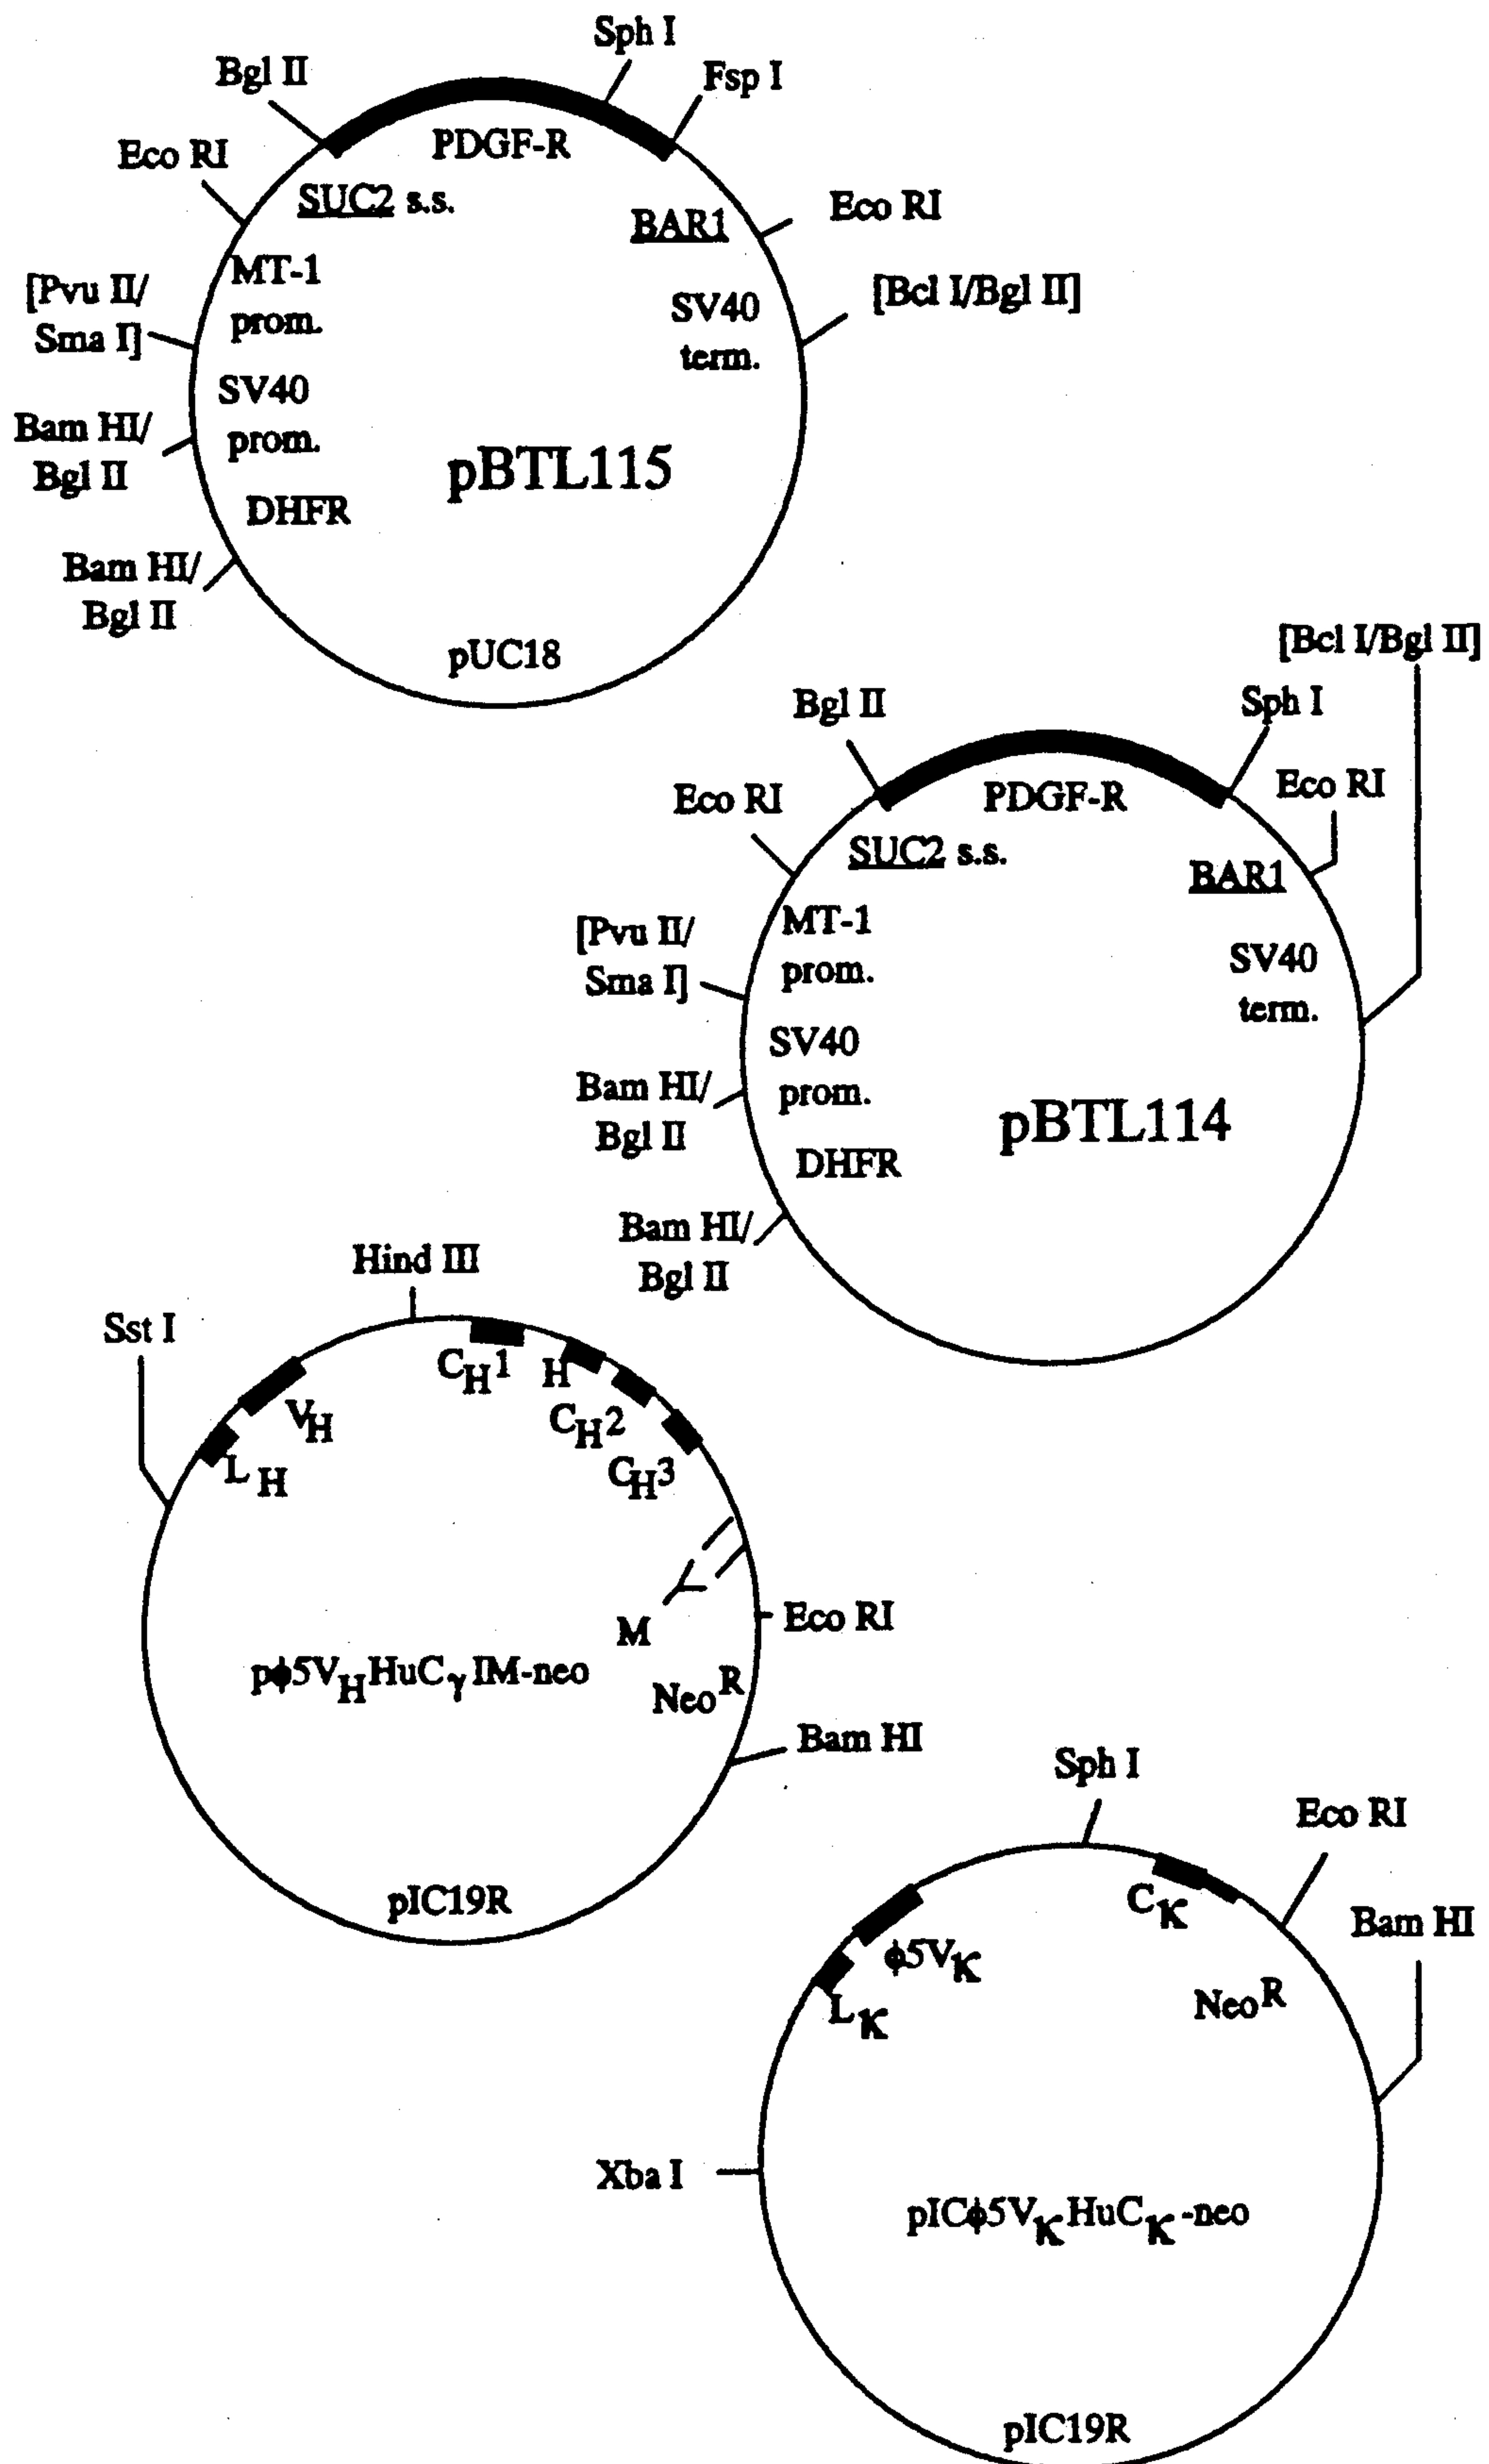 Sph I
Bgl II
Fsp I
PDGF-R
Eco RI
SUC2 s.s.
BAR1
Eco RI
MT-1
prom.
[Pvu II/
Sma I]
SV40
term.
[Bcl I/Bgl II]
SV40
prom.
Bam HI/
Bgl II
pBTL115
DHFR
Bam HI/
Bgl II
pUC18
[Bcl I/Bgl II]
Bgl II
Sph I
Eco RI
PDGF-R
Eco RI
SUC2 s.s.
BAR1
MT-1
prom.
[Pvu II/
Sma I]
SV40
term.
SV40
prom.
Bam HI/
Bgl II
pBTL114
DHFR
Bam HI/
Bgl II
Hind III
Sst I
CH1
H
VH
CH2
LH
CH3
M
Eco RI
pϕ5VHHuCγIM-neo
NeoR
Bam HI
pIC19R
Sph I
Eco RI
CK
Bam HI
ϕ5VK
NeoR
LK
Xba I
pICϕ5VKHuCK-neo
pIC19R